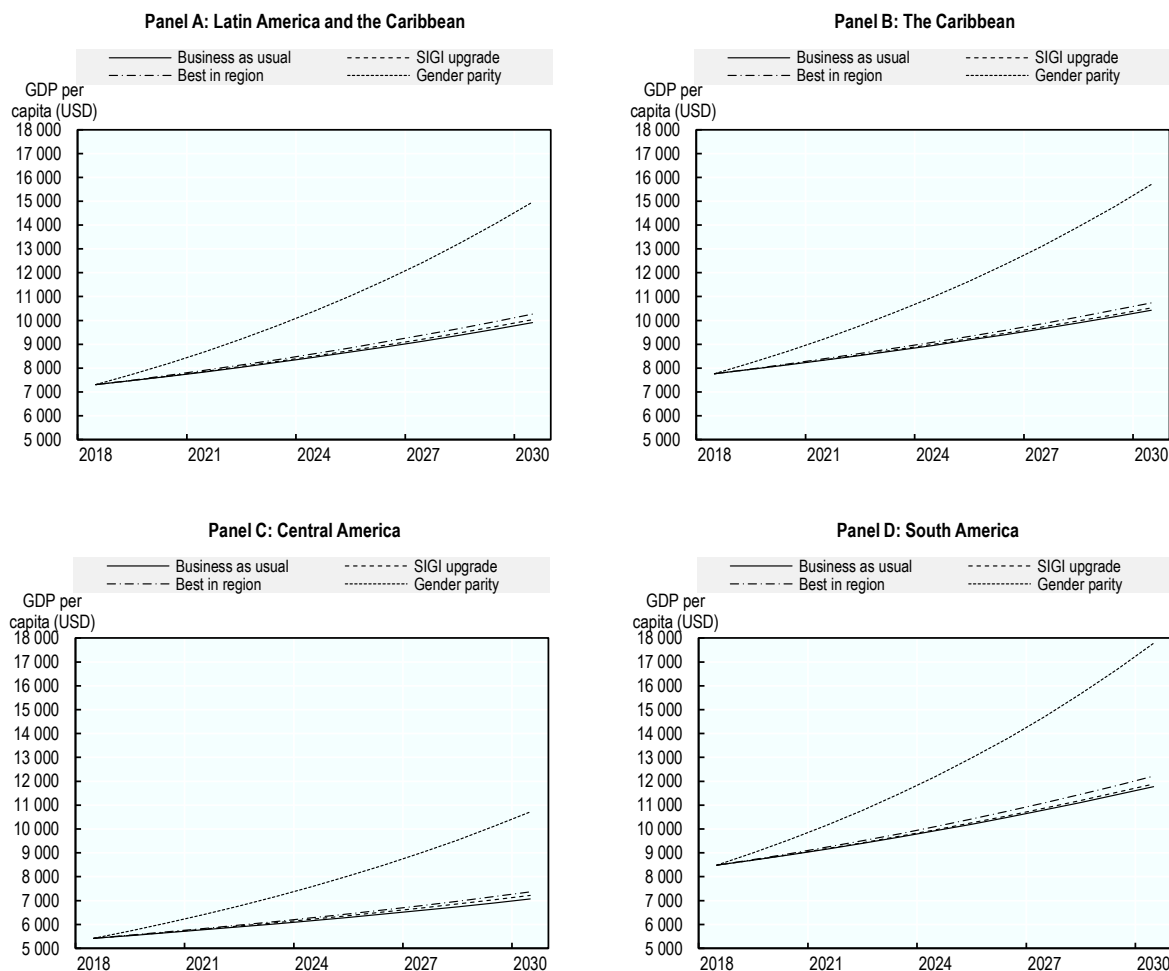 Panel A: Latin America and the Caribbean
Business as usual
SIGI upgrade
Best in region
Gender parity
GDP per
capita (USD)
18 000
17 000
16 000
15 000
14 000
13 000
12 000
11 000
10 000
9 000
8 000
7 000
6 000
5 000
2018 2021 2024 2027 2030
Panel B: The Caribbean
Business as usual
SIGI upgrade
Best in region
Gender parity
GDP per
capita (USD)
18 000
17 000
16 000
15 000
14 000
13 000
12 000
11 000
10 000
9 000
8 000
7 000
6 000
5 000
2018 2021 2024 2027 2030
Panel C: Central America
Business as usual
SIGI upgrade
Best in region
Gender parity
GDP per
capita (USD)
18 000
17 000
16 000
15 000
14 000
13 000
12 000
11 000
10 000
9 000
8 000
7 000
6 000
5 000
2018 2021 2024 2027 2030
Panel D: South America
Business as usual
SIGI upgrade
Best in region
Gender parity
GDP per
capita (USD)
18 000
17 000
16 000
15 000
14 000
13 000
12 000
11 000
10 000
9 000
8 000
7 000
6 000
5 000
2018 2021 2024 2027 2030